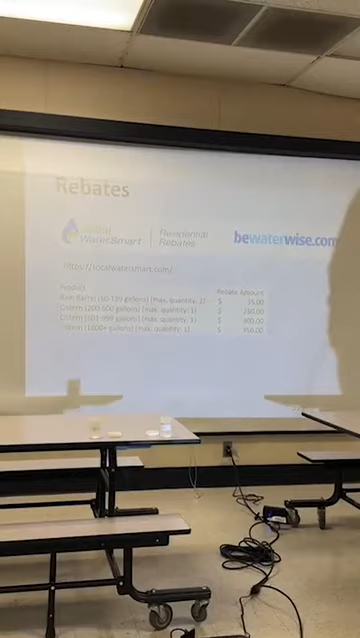 Rebates
WaterSmart | Residential Rebates
bewaterwise.com
https://socalwatersmart.com/
Product Rebate Amount
Rain Barrel (50-199 gallons) (max. quantity: 2) $ 35.00
Cistern (200-500 gallons) (max. quantity: 1) $ 250.00
Cistern (501-999 gallons) (max. quantity: 1) $ 300.00
Cistern (1000+ gallons) (max. quantity: 1) $ 350.00